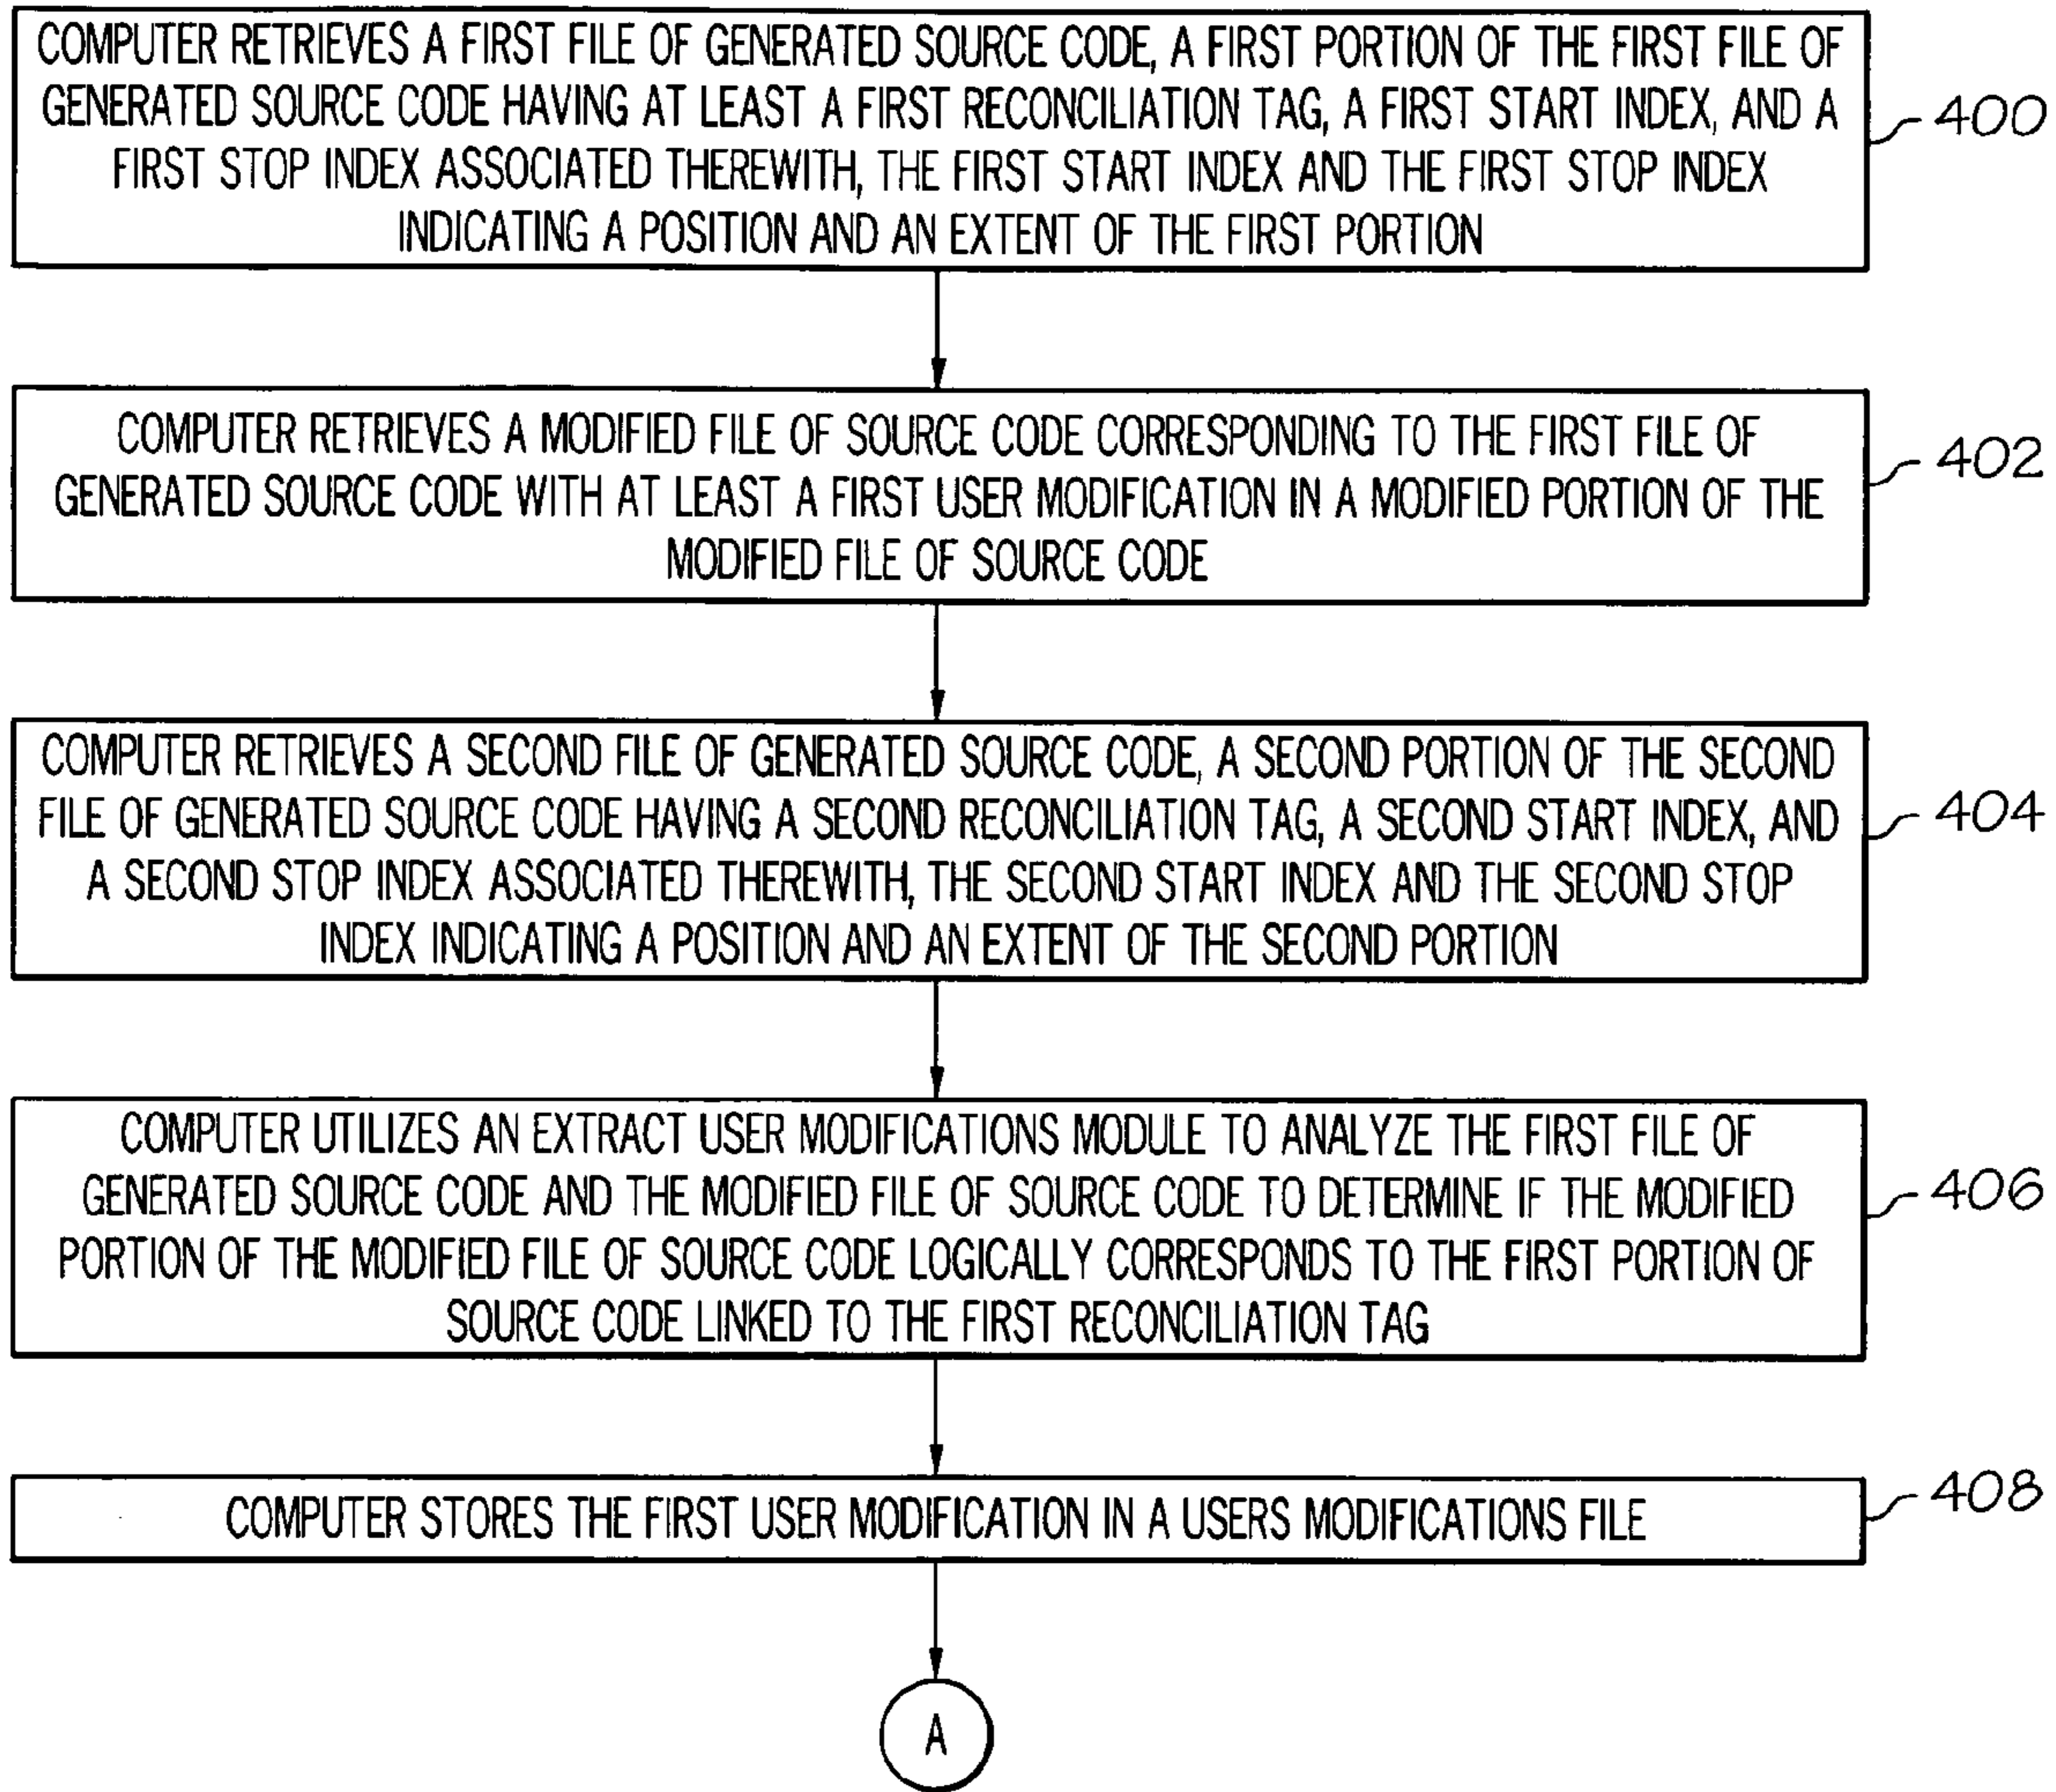 COMPUTER RETRIEVES A FIRST FILE OF GENERATED SOURCE CODE, A FIRST PORTION OF THE FIRST FILE OF
GENERATED SOURCE CODE HAVING AT LEAST A FIRST RECONCILIATION TAG, A FIRST START INDEX, AND A
FIRST STOP INDEX ASSOCIATED THEREWITH, THE FIRST START INDEX AND THE FIRST STOP INDEX
INDICATING A POSITION AND AN EXTENT OF THE FIRST PORTION
400
COMPUTER RETRIEVES A MODIFIED FILE OF SOURCE CODE CORRESPONDING TO THE FIRST FILE OF
GENERATED SOURCE CODE WITH AT LEAST A FIRST USER MODIFICATION IN A MODIFIED PORTION OF THE
MODIFIED FILE OF SOURCE CODE
402
COMPUTER RETRIEVES A SECOND FILE OF GENERATED SOURCE CODE, A SECOND PORTION OF THE SECOND
FILE OF GENERATED SOURCE CODE HAVING A SECOND RECONCILIATION TAG, A SECOND START INDEX, AND
A SECOND STOP INDEX ASSOCIATED THEREWITH, THE SECOND START INDEX AND THE SECOND STOP
INDEX INDICATING A POSITION AND AN EXTENT OF THE SECOND PORTION
404
COMPUTER UTILIZES AN EXTRACT USER MODIFICATIONS MODULE TO ANALYZE THE FIRST FILE OF
GENERATED SOURCE CODE AND THE MODIFIED FILE OF SOURCE CODE TO DETERMINE IF THE MODIFIED
PORTION OF THE MODIFIED FILE OF SOURCE CODE LOGICALLY CORRESPONDS TO THE FIRST PORTION OF
SOURCE CODE LINKED TO THE FIRST RECONCILIATION TAG
406
COMPUTER STORES THE FIRST USER MODIFICATION IN A USERS MODIFICATIONS FILE
408
A